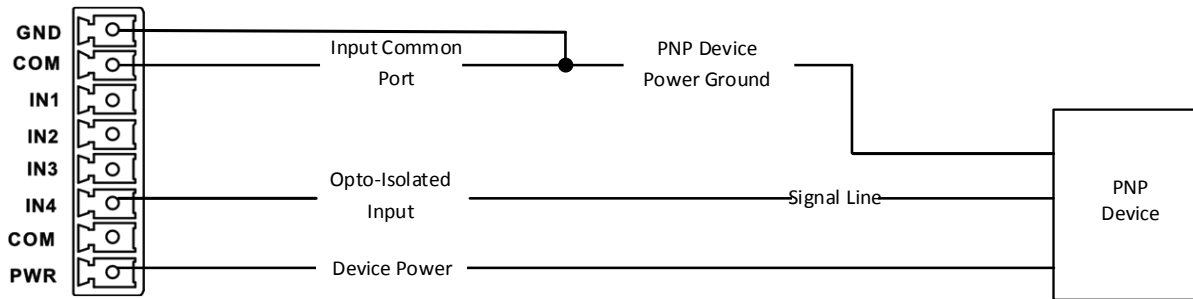 GND
COM
IN1
IN2
IN3
IN4
COM
PWR
Input Common
Port
PNP Device
Power Ground
Opto-Isolated
Input
Signal Line
Device Power
PNP
Device